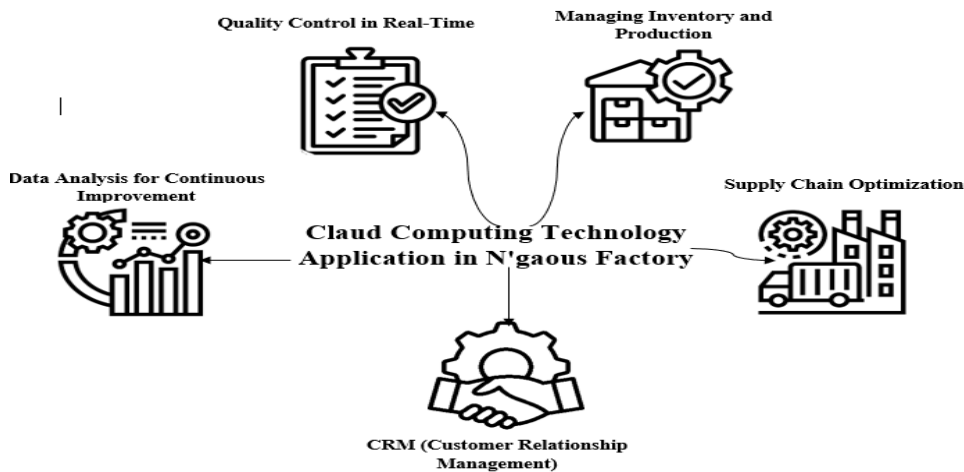 Quality Control in Real-Time
Managing Inventory and
Production
Data Analysis for Continuous
Improvement
Supply Chain Optimization
Claud Computing Technology
Application in N'gaous Factory
CRM (Customer Relationship
Management)